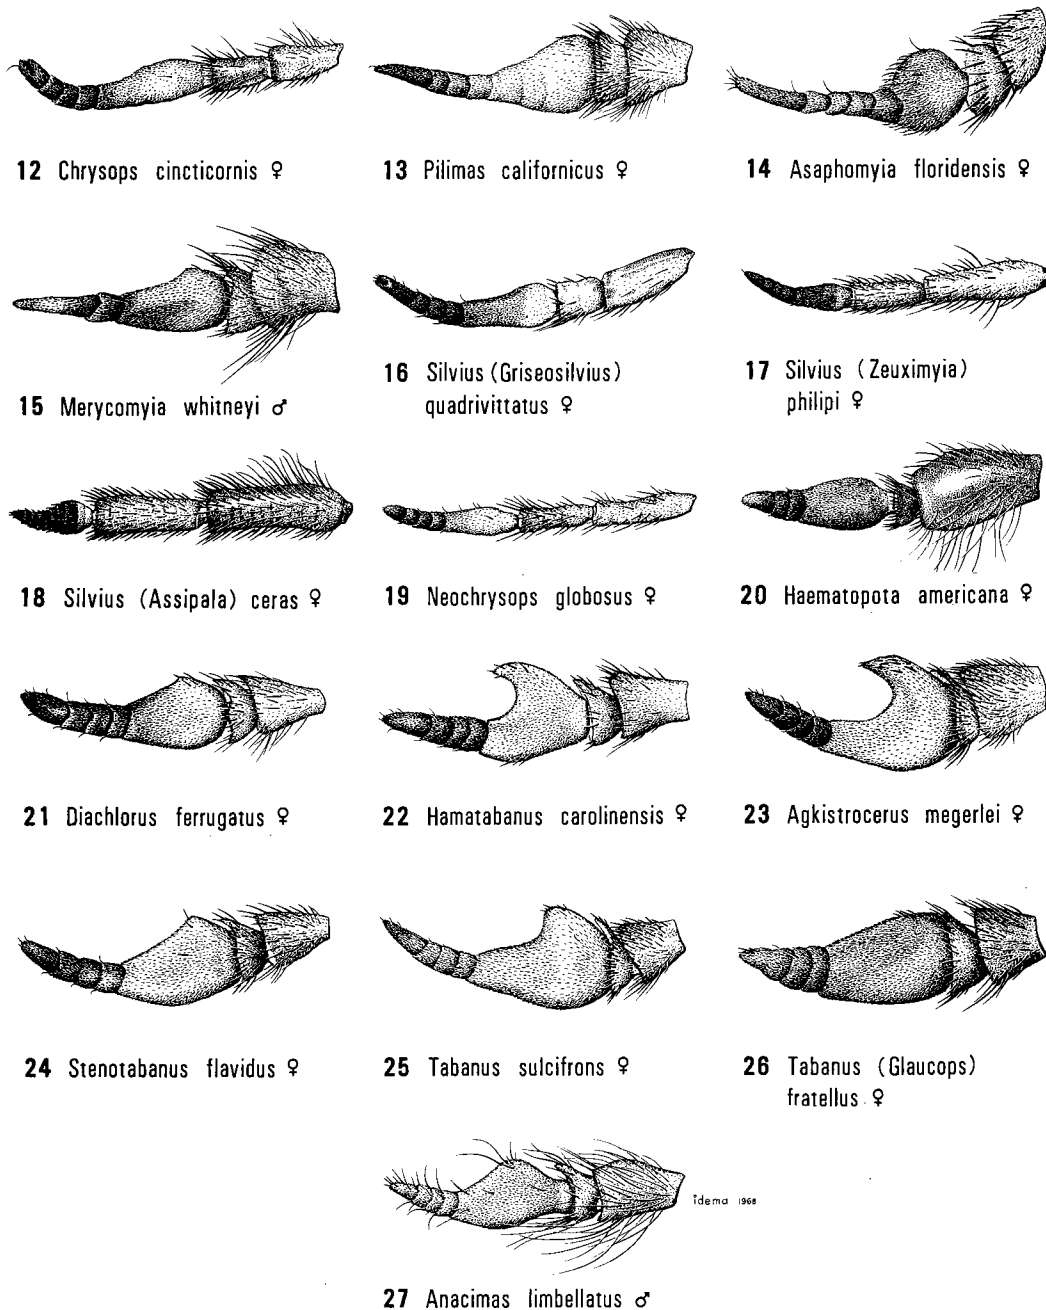 12 Chrysops cincticornis ♀
13 Pilimas californicus ♀
14 Asaphomyia floridensis ♀
15 Merycomyia whitneyi ♂
16 Silvius (Griseosilvius)
quadrivittatus ♀
17 Silvius (Zeuximyia)
philipi ♀
18 Silvius (Assipala) ceras ♀
19 Neochrysops globosus ♀
20 Haematopota americana ♀
21 Diachlorus ferrugatus ♀
22 Hamatabanus carolinensis ♀
23 Agkistrocerus megerlei ♀
24 Stenotabanus flavidus ♀
25 Tabanus sulcifrons ♀
26 Tabanus (Glaucops)
fratellus ♀
idema 1968
27 Anacimas limbellatus ♂